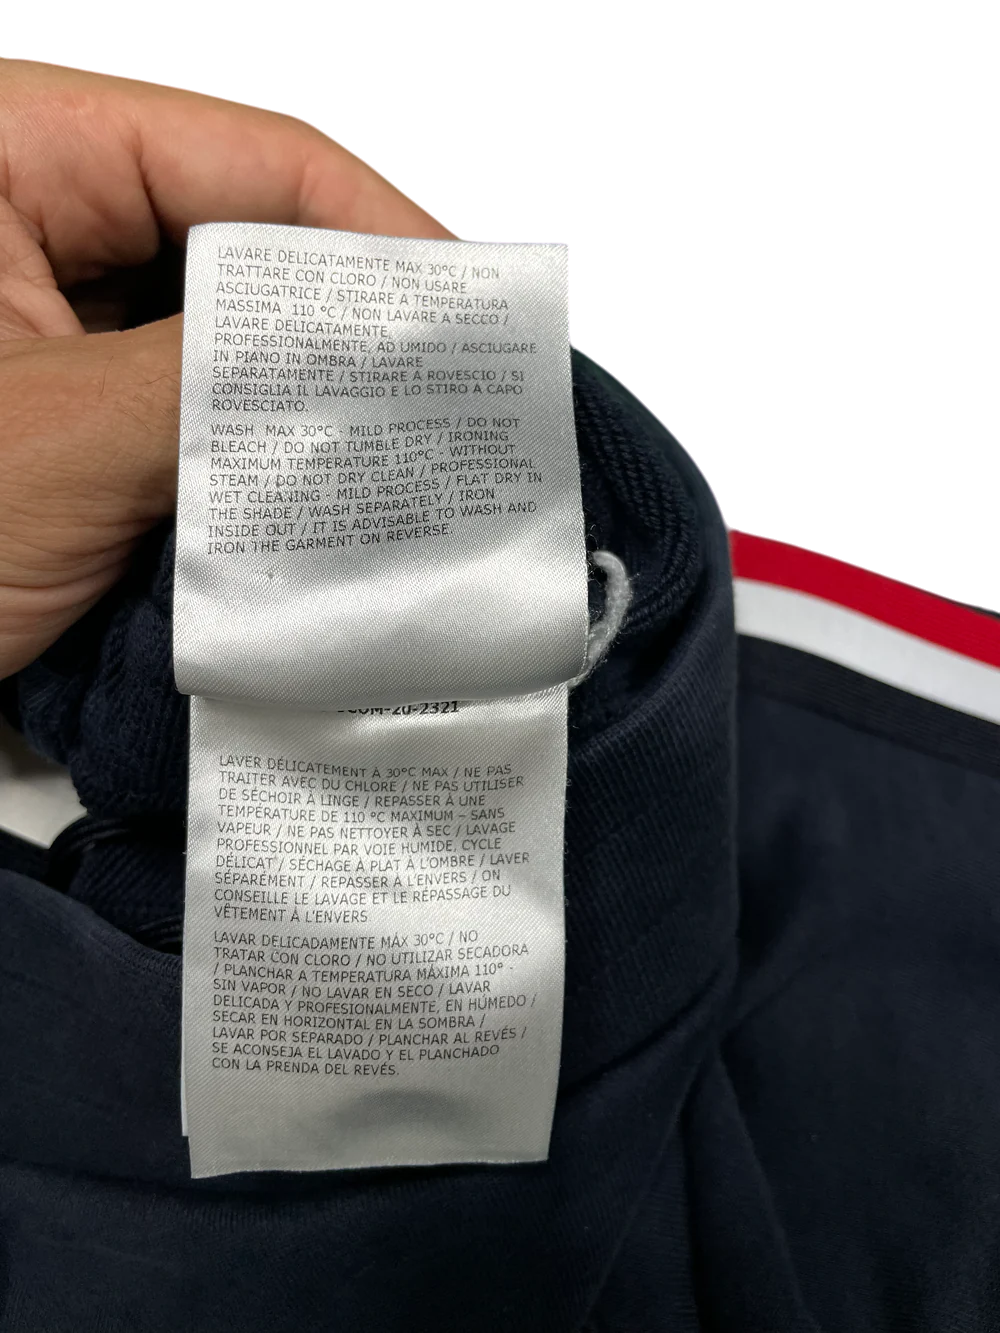 LAVARE DELICATAMENTE MAX 30°C / NON
TRATTARE CON CLORO / NON USARE
ASCIUGATRICE / STIRARE A TEMPERATURA
MASSIMA 110 °C / NON LAVARE A SECCO /
LAVARE DELICATAMENTE,
PROFESSIONALMENTE, AD UMIDO / ASCIUGARE
IN PIANO IN OMBRA / LAVARE
SEPARATAMENTE / STIRARE A ROVESCIO / SI
CONSIGLIA IL LAVAGGIO E LO STIRO A CAPO
ROVESCIATO.
WASH MAX 30°C - MILD PROCESS / DO NOT
BLEACH / DO NOT TUMBLE DRY / IRONING
MAXIMUM TEMPERATURE 110°C - WITHOUT
STEAM / DO NOT DRY CLEAN / PROFESSIONAL
WET CLEANING - MILD PROCESS / FLAT DRY IN
THE SHADE / WASH SEPARATELY / IRON
INSIDE OUT / IT IS ADVISABLE TO WASH AND
IRON THE GARMENT ON REVERSE.
-20-2321
LAVER DÉLICATEMENT À 30°C MAX / NE PAS
TRAITER AVEC DU CHLORE / NE PAS UTILISER
DE SÉCHOIR À LINGE / REPASSER À UNE
TEMPÉRATURE DE 110 °C MAXIMUM – SANS
VAPEUR / NE PAS NETTOYER À SEC / LAVAGE
PROFESSIONNEL PAR VOIE HUMIDE, CYCLE
DÉLICAT / SÉCHAGE À PLAT À L'OMBRE / LAVER
SÉPARÉMENT / REPASSER À L'ENVERS / ON
CONSEILLE LE LAVAGE ET LE RÉPASSAGE DU
VÊTEMENT À L'ENVERS.
LAVAR DELICADAMENTE MÁX 30°C / NO
TRATAR CON CLORO / NO UTILIZAR SECADORA
/ PLANCHAR A TEMPERATURA MÁXIMA 110° -
SIN VAPOR / NO LAVAR EN SECO / LAVAR
DELICADA Y PROFESIONALMENTE, EN HÚMEDO /
SECAR EN HORIZONTAL EN LA SOMBRA /
LAVAR POR SEPARADO / PLANCHAR AL REVÉS /
SE ACONSEJA EL LAVADO Y EL PLANCHADO
CON LA PRENDA DEL REVÉS.